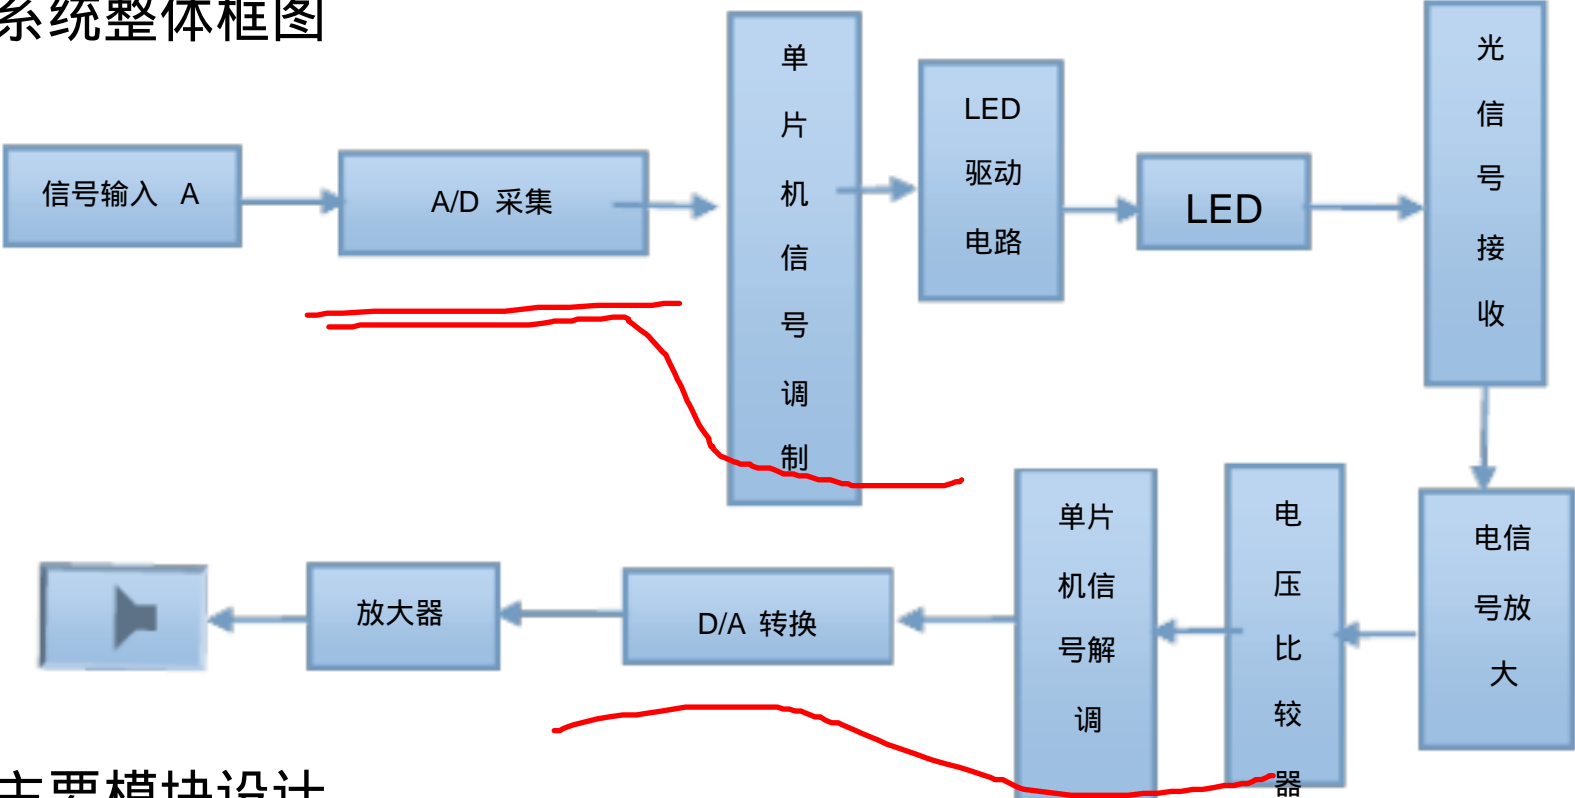 系统整体框图
信号输入 A
A/D 采集
单
片
机
信
号
调
制
LED
驱动
电路
LED
光
信
号
接
收
电信
号放
大
电
压
比
较
器
单片
机信
号解
调
D/A 转换
放大器
主要模块设计